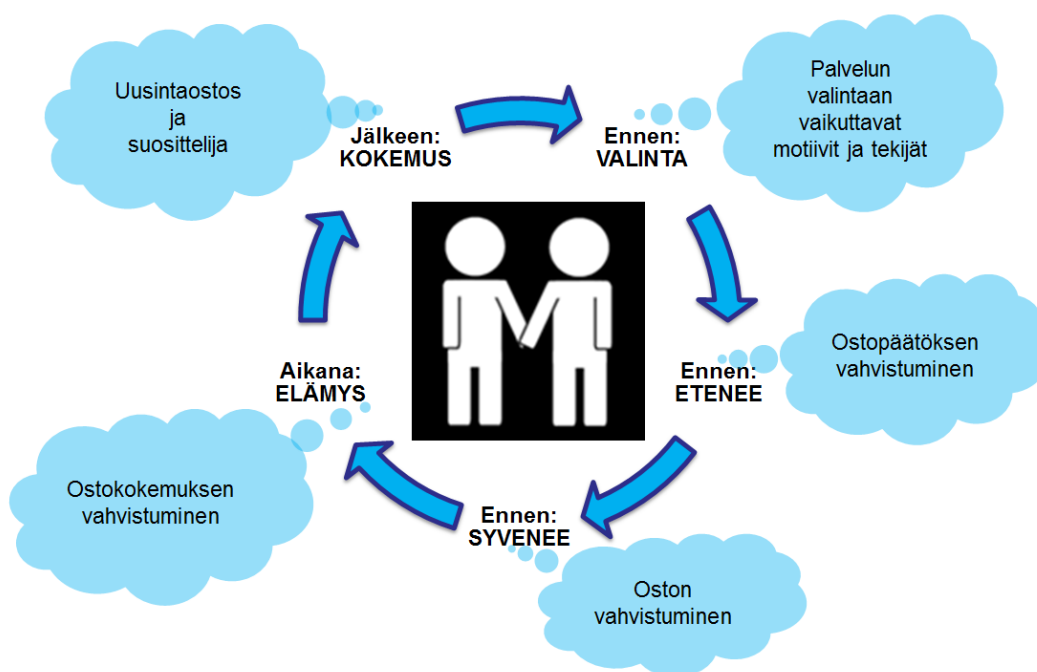 Uusintaostos
ja
suosittelija
Jälkeen:
KOKEMUS
Ennen:
VALINTA
Palvelun
valintaan
vaikuttavat
motiivit ja tekijät
Ennen:
ETENEE
Ostopäätöksen
vahvistuminen
Ennen:
SYVENEE
Oston
vahvistuminen
Aikana:
ELÄMYS
Ostokokemuksen
vahvistuminen